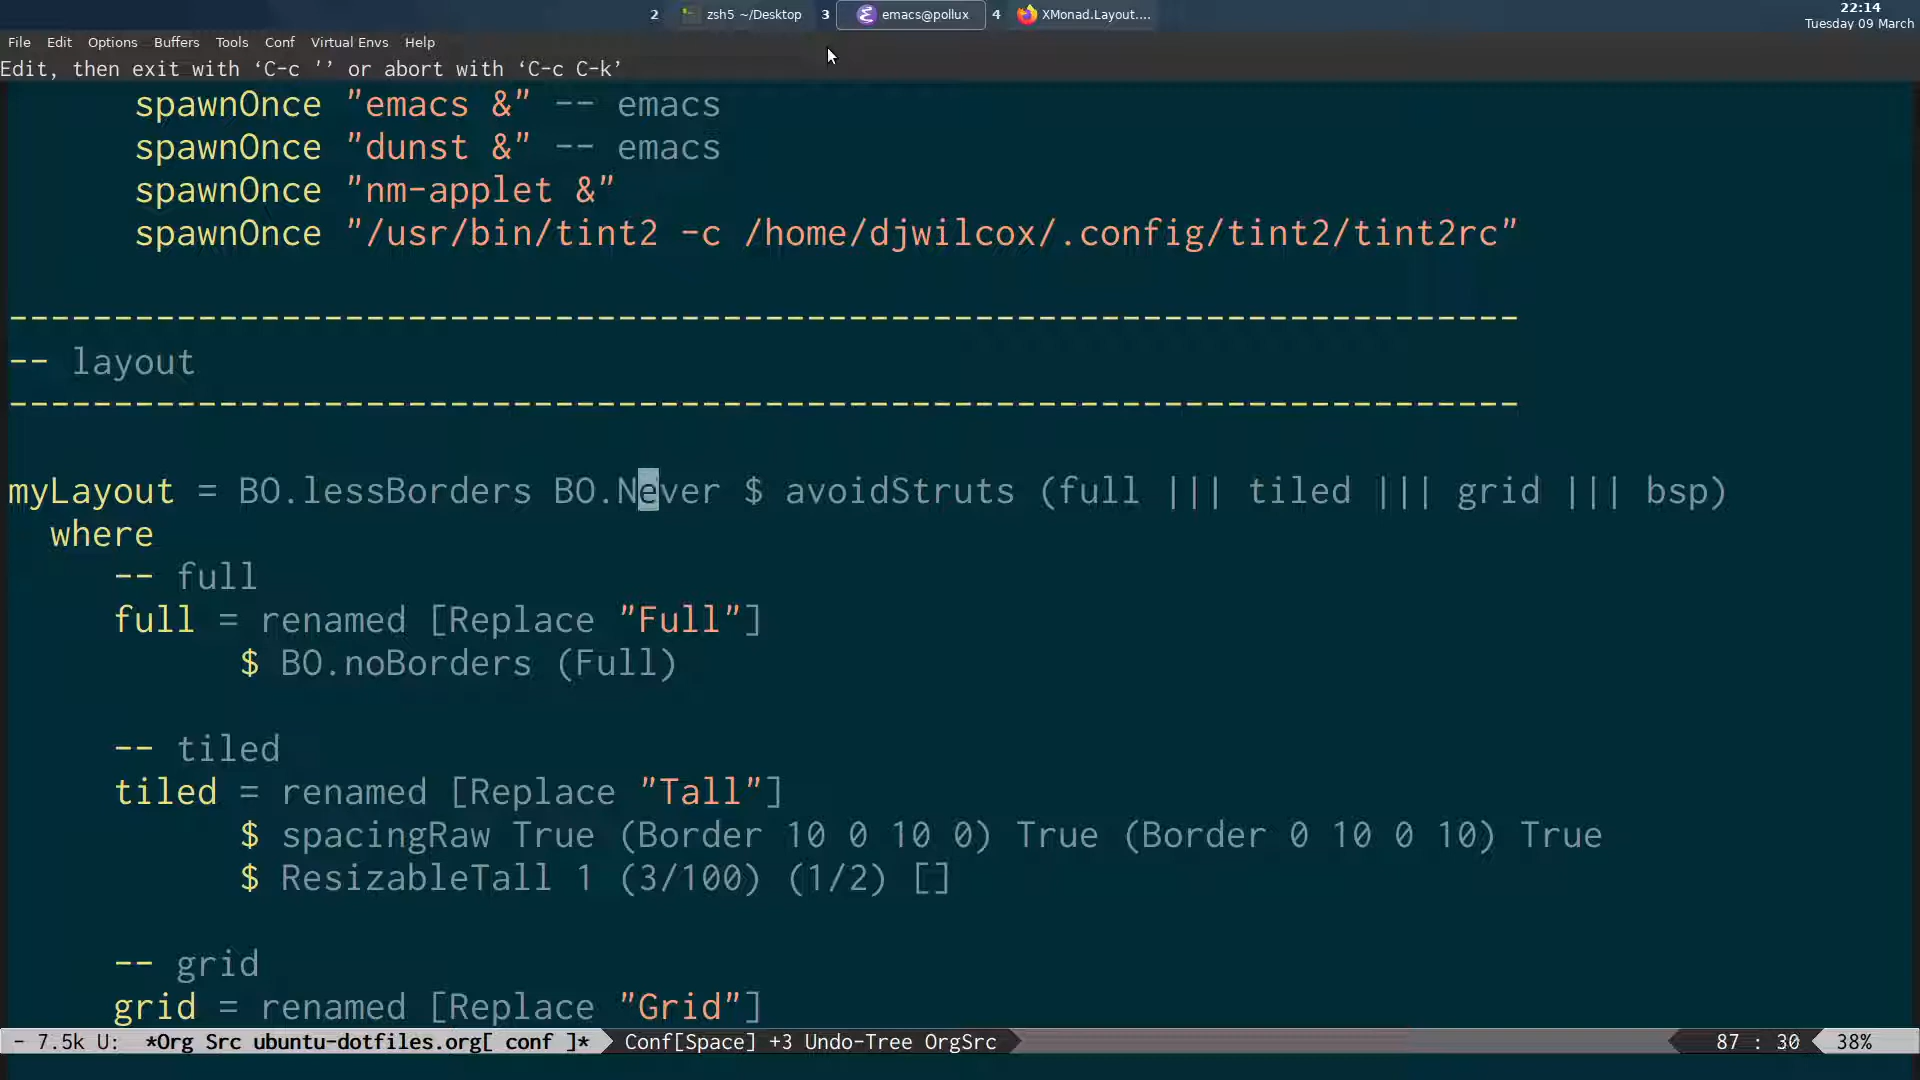 2 zsh5 ~/Desktop 3 emacs@pollux 4 XMonad.Layout.... 22:14
Tuesday 09 March
File Edit Options Buffers Tools Conf Virtual Envs Help
Edit, then exit with ‘C-c '’ or abort with ‘C-c C-k’
spawnOnce "emacs &" -- emacs
spawnOnce "dunst &" -- emacs
spawnOnce "nm-applet &"
spawnOnce "/usr/bin/tint2 -c /home/djwilcox/.config/tint2/tint2rc"
------------------------------------------------------------------------
-- layout
------------------------------------------------------------------------
myLayout = BO.lessBorders BO.Never $ avoidStruts (full ||| tiled ||| grid ||| bsp)
where
-- full
full = renamed [Replace "Full"]
$ BO.noBorders (Full)
-- tiled
tiled = renamed [Replace "Tall"]
$ spacingRaw True (Border 10 0 10 0) True (Border 0 10 0 10) True
$ ResizableTall 1 (3/100) (1/2) []
-- grid
grid = renamed [Replace "Grid"]
- 7.5k U: *Org Src ubuntu-dotfiles.org[ conf ]* Conf[Space] +3 Undo-Tree OrgSrc 87 : 30 38%